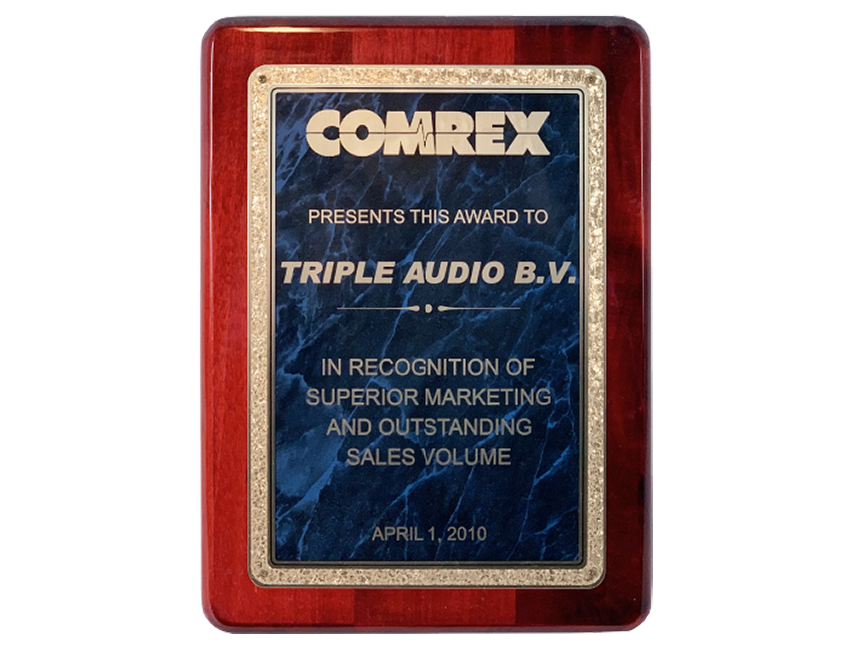 COMREX
PRESENTS THIS AWARD TO
TRIPLE AUDIO B.V.
IN RECOGNITION OF
SUPERIOR MARKETING
AND OUTSTANDING
SALES VOLUME
APRIL 1, 2010